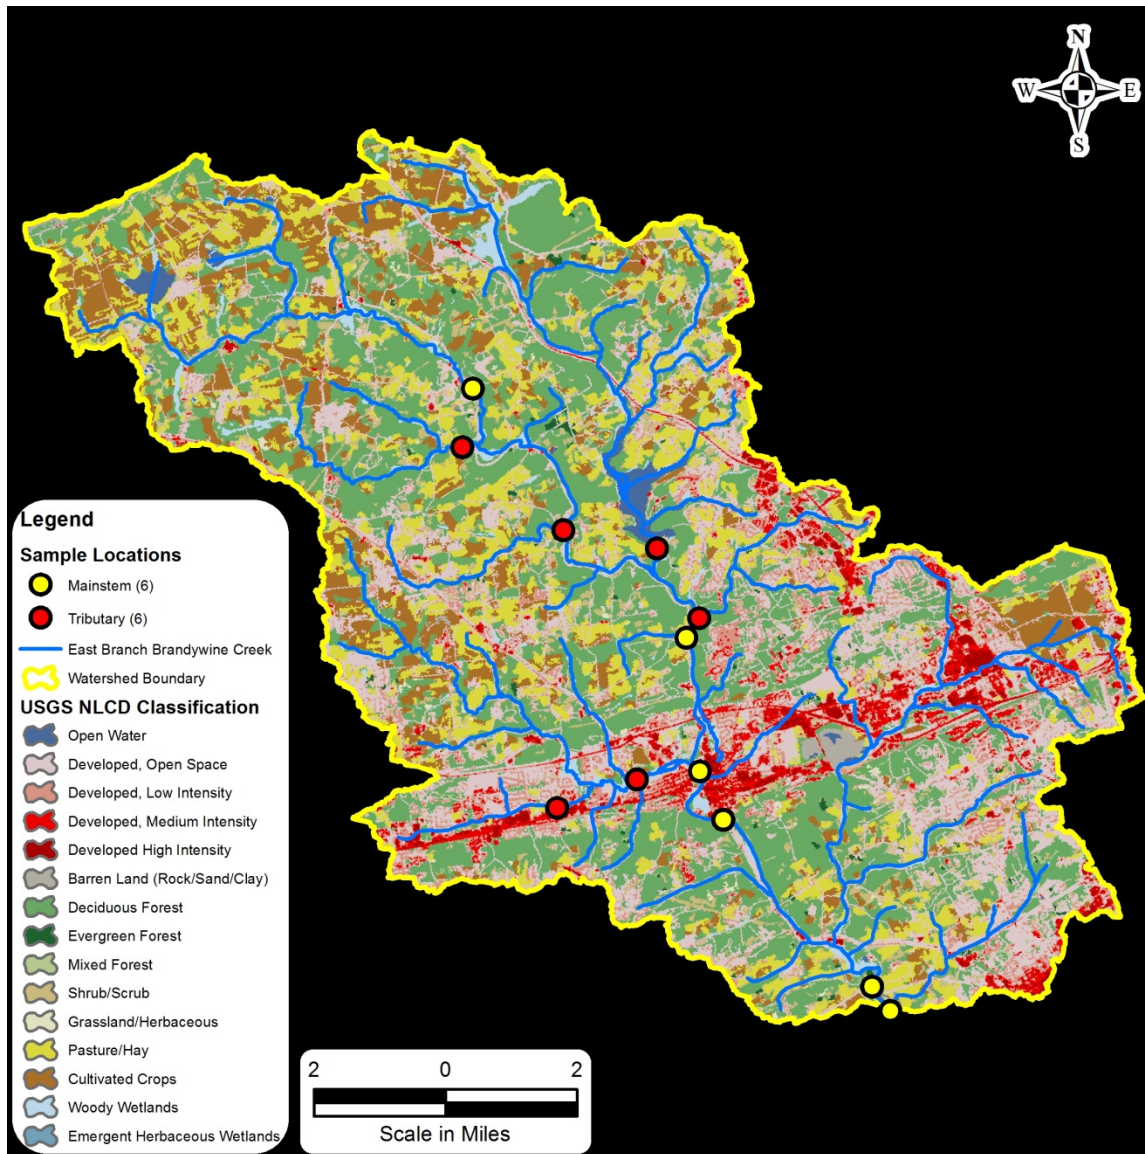 N
W E
S
Legend
Sample Locations
Mainstem (6)
Tributary (6)
East Branch Brandywine Creek
Watershed Boundary
USGS NLCD Classification
Open Water
Developed, Open Space
Developed, Low Intensity
Developed, Medium Intensity
Developed High Intensity
Barren Land (Rock/Sand/Clay)
Deciduous Forest
Evergreen Forest
Mixed Forest
Shrub/Scrub
Grassland/Herbaceous
Pasture/Hay
Cultivated Crops
Woody Wetlands
Emergent Herbaceous Wetlands
2 0 2
Scale in Miles